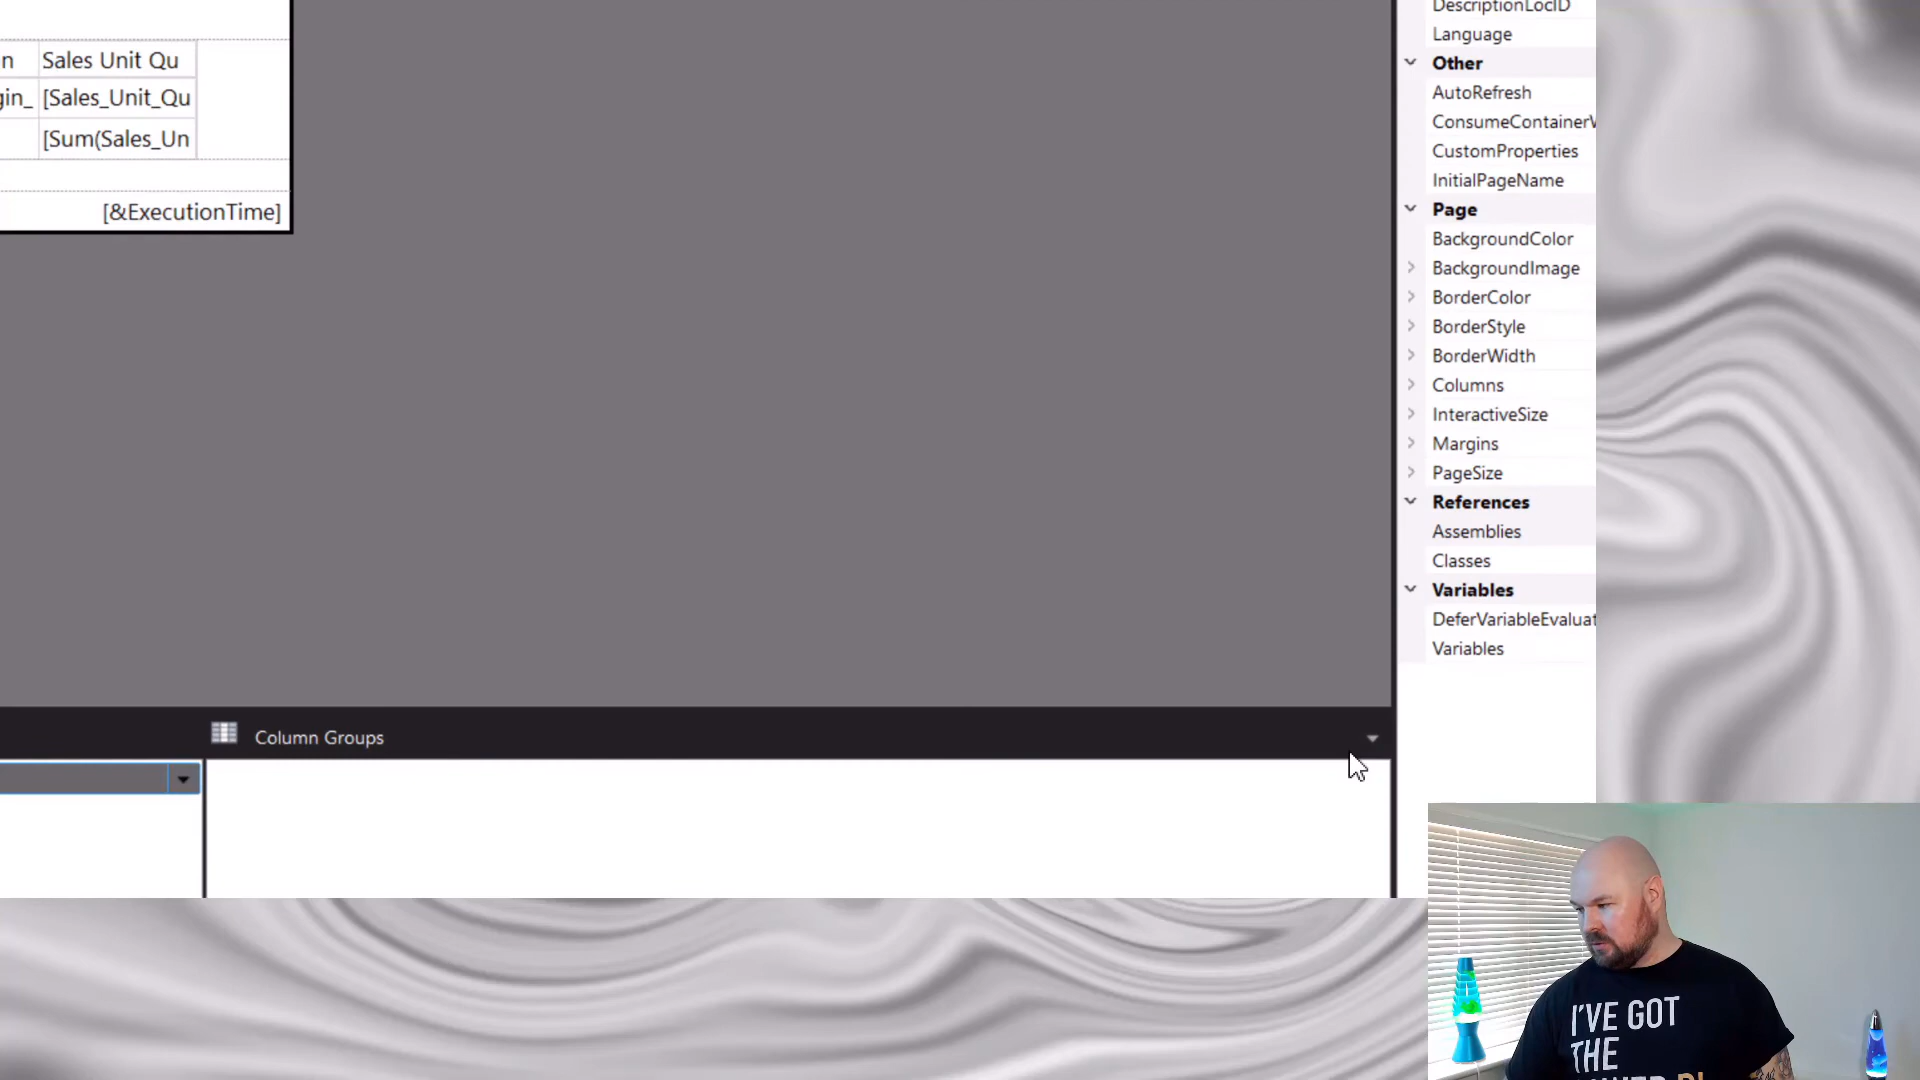 n Sales Unit Qu
gin_ [Sales_Unit_Qu
[Sum(Sales_Un
[&ExecutionTime]
DescriptionLocID
Language
Other
AutoRefresh
ConsumeContainerW
CustomProperties
InitialPageName
Page
BackgroundColor
BackgroundImage
BorderColor
BorderStyle
BorderWidth
Columns
InteractiveSize
Margins
PageSize
References
Assemblies
Classes
Variables
DeferVariableEvaluat
Variables
Column Groups
I'VE GOT
THE